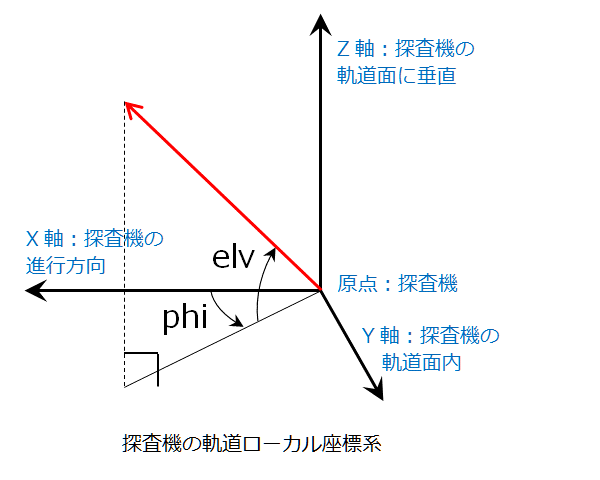 Z 軸：探査機の
軌道面に垂直
X 軸：探査機の
進行方向
elv
原点：探査機
phi
Y 軸：探査機の
軌道面内
探査機の軌道ローカル座標系